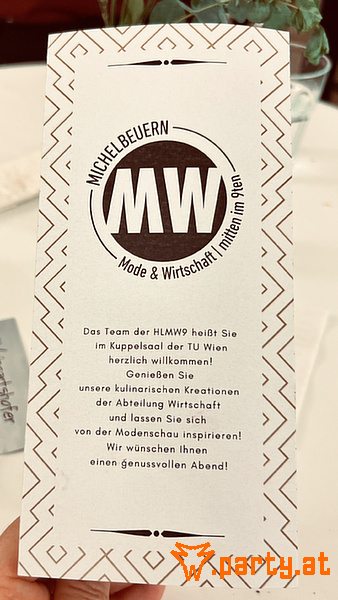 MICHELBEUERN
MW
Mode & Wirtschaft | mitten im 9ten
Das Team der HLMW9 heißt Sie
im Kuppelsaal der TU Wien
herzlich willkommen!
Genießen Sie
unsere kulinarischen Kreationen
der Abteilung Wirtschaft
und lassen Sie sich
von der Modenschau inspirieren!
Wir wünschen Ihnen
einen genussvollen Abend!
W.party.at